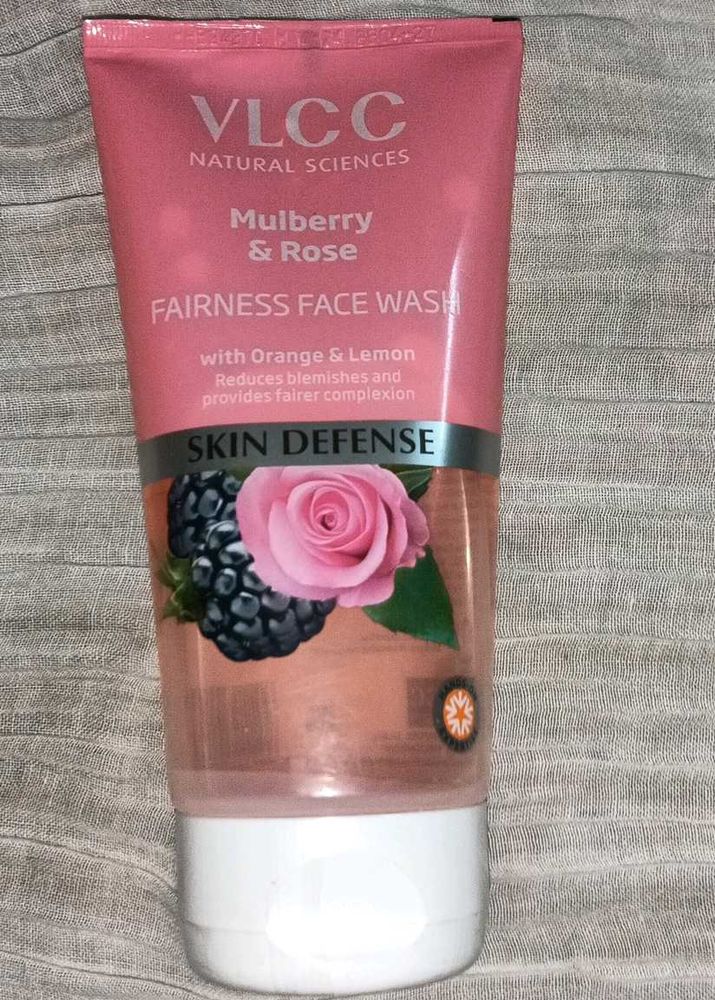 VLCC
NATURAL SCIENCES
Mulberry
& Rose
FAIRNESS FACE WASH
with Orange & Lemon
Reduces blemishes and
provides fairer complexion
SKIN DEFENSE